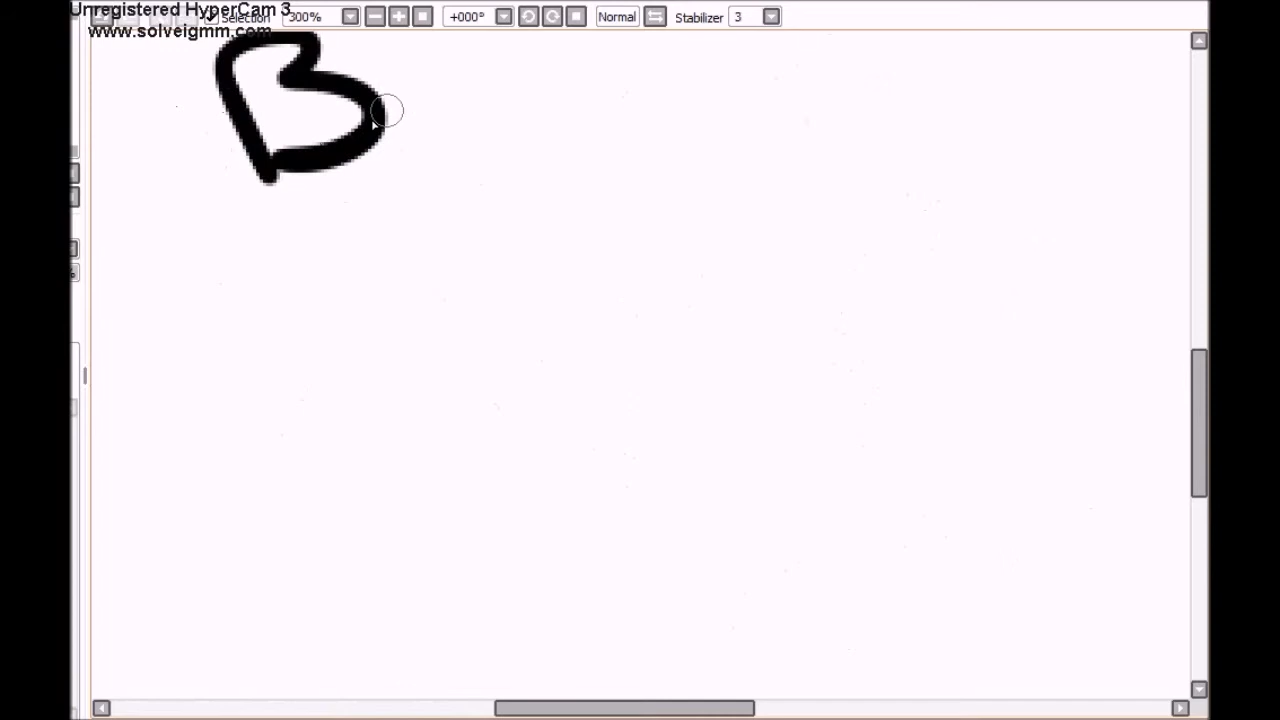 Unregistered HyperCam 3
www.solveigmm.com
Selection 300% +000° Normal Stabilizer 3
B